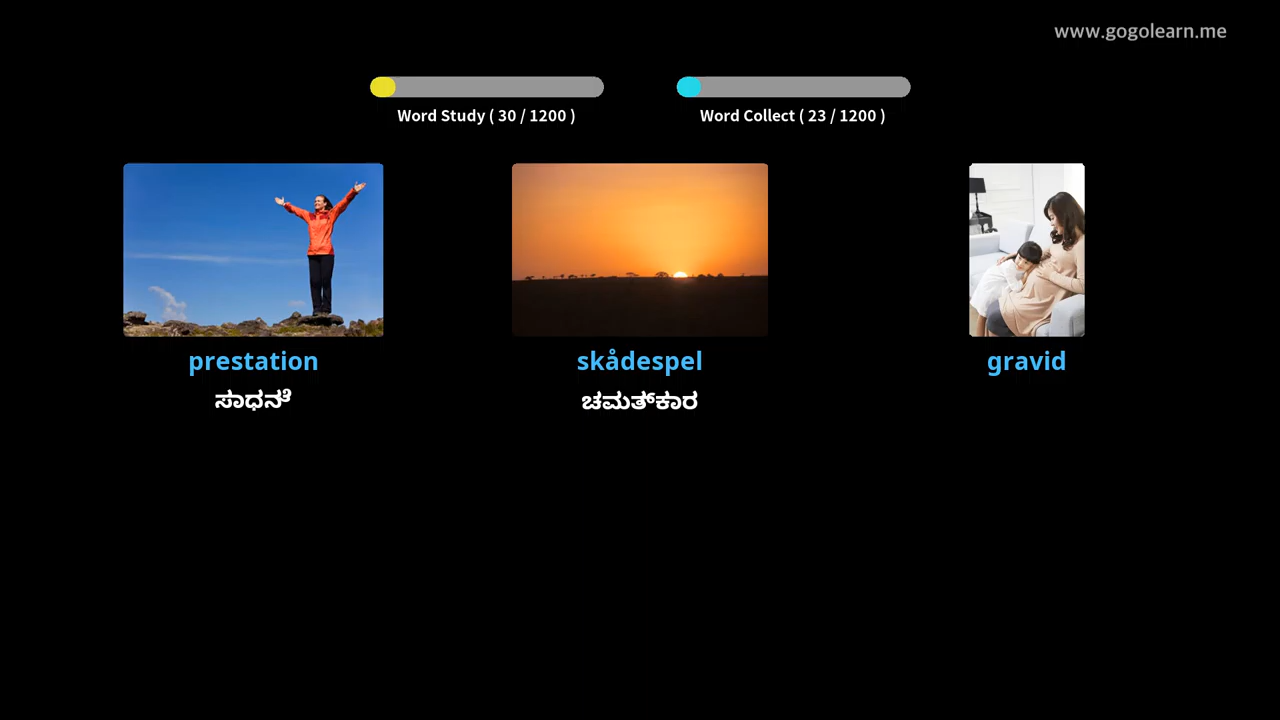 www.gogolearn.me
Word Study ( 30 / 1200 )
Word Collect ( 23 / 1200 )
prestation
skådespel
gravid
ಸಾಧನೆ
ಚಮತ್ಕಾರ